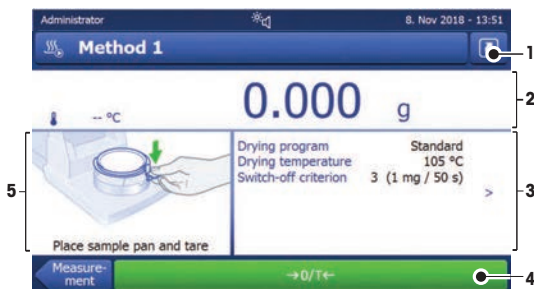 Administrator 8. Nov 2018 - 13:51
Method 1
1
-- °C 0.000 g
2
Drying program Standard
Drying temperature 105 °C
Switch-off criterion 3 (1 mg / 50 s)
>
3
5
Place sample pan and tare
Measure-
ment
→0/T←
4